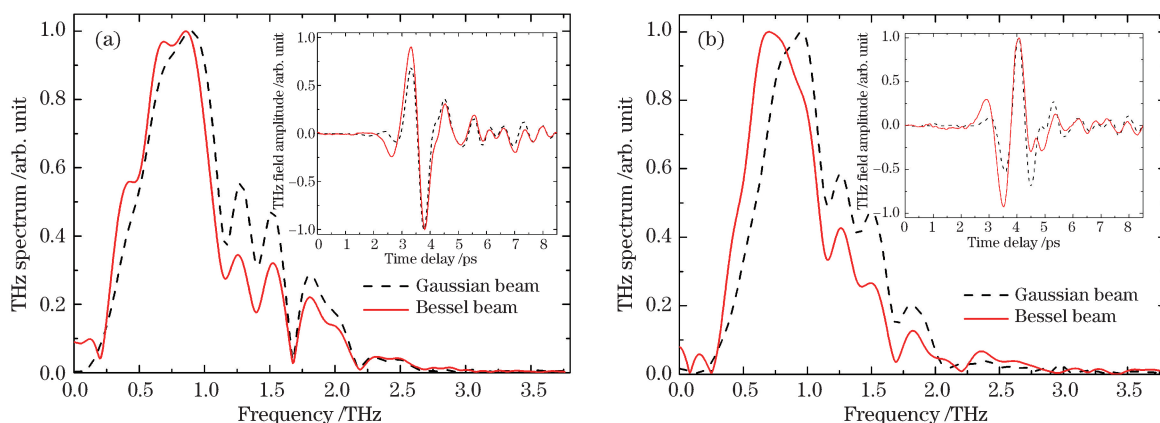 (a)
THz spectrum /arb. unit
1.0
0.8
0.6
0.4
0.2
0.0
0.0 0.5 1.0 1.5 2.0 2.5 3.0 3.5
Frequency /THz
THz field amplitude /arb. unit
1.0
0.5
0.0
−0.5
−1.0
0 1 2 3 4 5 6 7 8
Time delay /ps
Gaussian beam
Bessel beam
(b)
THz spectrum /arb. unit
1.0
0.8
0.6
0.4
0.2
0.0
0.0 0.5 1.0 1.5 2.0 2.5 3.0 3.5
Frequency /THz
THz field amplitude /arb. unit
1.0
0.5
0.0
−0.5
−1.0
0 1 2 3 4 5 6 7 8
Time delay /ps
Gaussian beam
Bessel beam